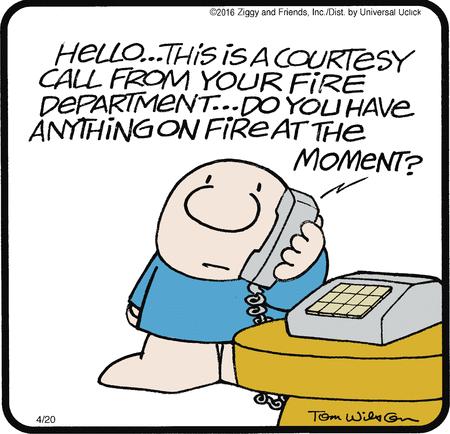 ©2016 Ziggy and Friends, Inc./Dist. by Universal Uclick
HELLO...THIS IS A COURTESY
CALL FROM YOUR FIRE
DEPARTMENT...DO YOU HAVE
ANYTHING ON FIRE AT THE
MOMENT?
4/20
Tom Wilson